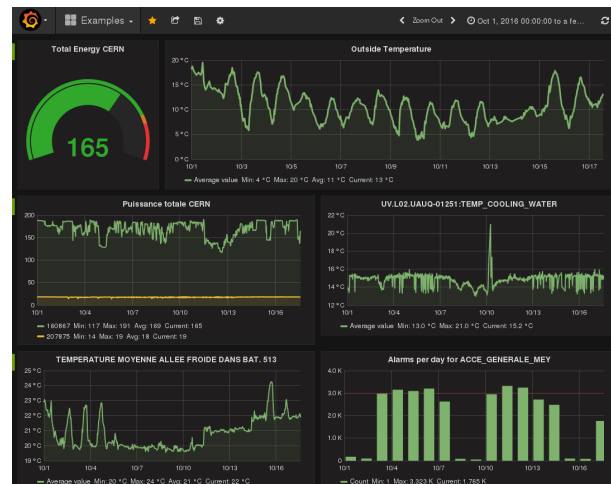 Examples
Zoom Out
Oct 1, 2016 00:00:00 to a fe...
Total Energy CERN
165
Outside Temperature
20 °C
15 °C
10 °C
5 °C
0 °C
10/1 10/3 10/5 10/7 10/9 10/11 10/13 10/15 10/17
Average value Min: 4 °C Max: 20 °C Avg: 11 °C Current: 13 °C
Puissance totale CERN
200
150
100
50
0
10/1 10/4 10/7 10/10 10/13 10/16
160867 Min: 117 Max: 191 Avg: 169 Current: 165
207875 Min: 14 Max: 19 Avg: 18 Current: 19
UV.L02.UAUQ-01251:TEMP_COOLING_WATER
22 °C
20 °C
18 °C
16 °C
14 °C
12 °C
10/1 10/4 10/7 10/10 10/13 10/16
Average value Min: 13.0 °C Max: 21.0 °C Current: 15.2 °C
TEMPERATURE MOYENNE ALLEE FROIDE DANS BAT. 513
25 °C
24 °C
23 °C
22 °C
21 °C
20 °C
19 °C
10/1 10/4 10/7 10/10 10/13 10/16
Average value Min: 20 °C Max: 24 °C Avg: 21 °C Current: 22 °C
Alarms per day for ACCE_GENERALE_MEY
4.0 K
3.0 K
2.0 K
1.0 K
0
10/1 10/4 10/7 10/10 10/13 10/16
Count Min: 1 Max: 3.323 K Current: 1.765 K